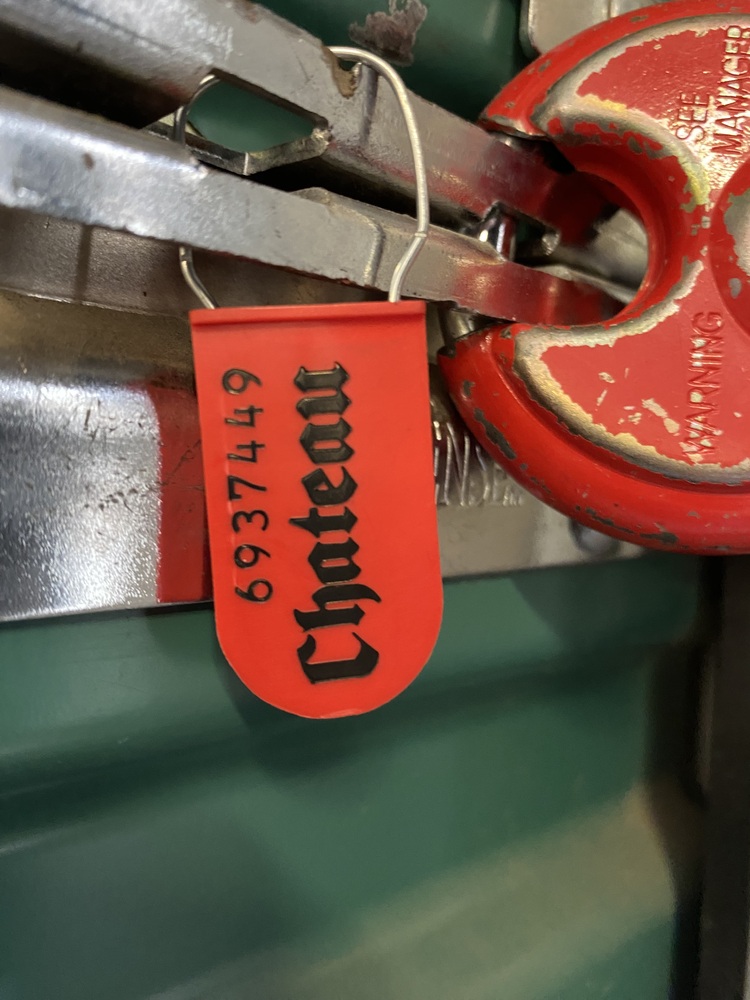 6937449
Chateau
SEE
MANAGER
WARNING